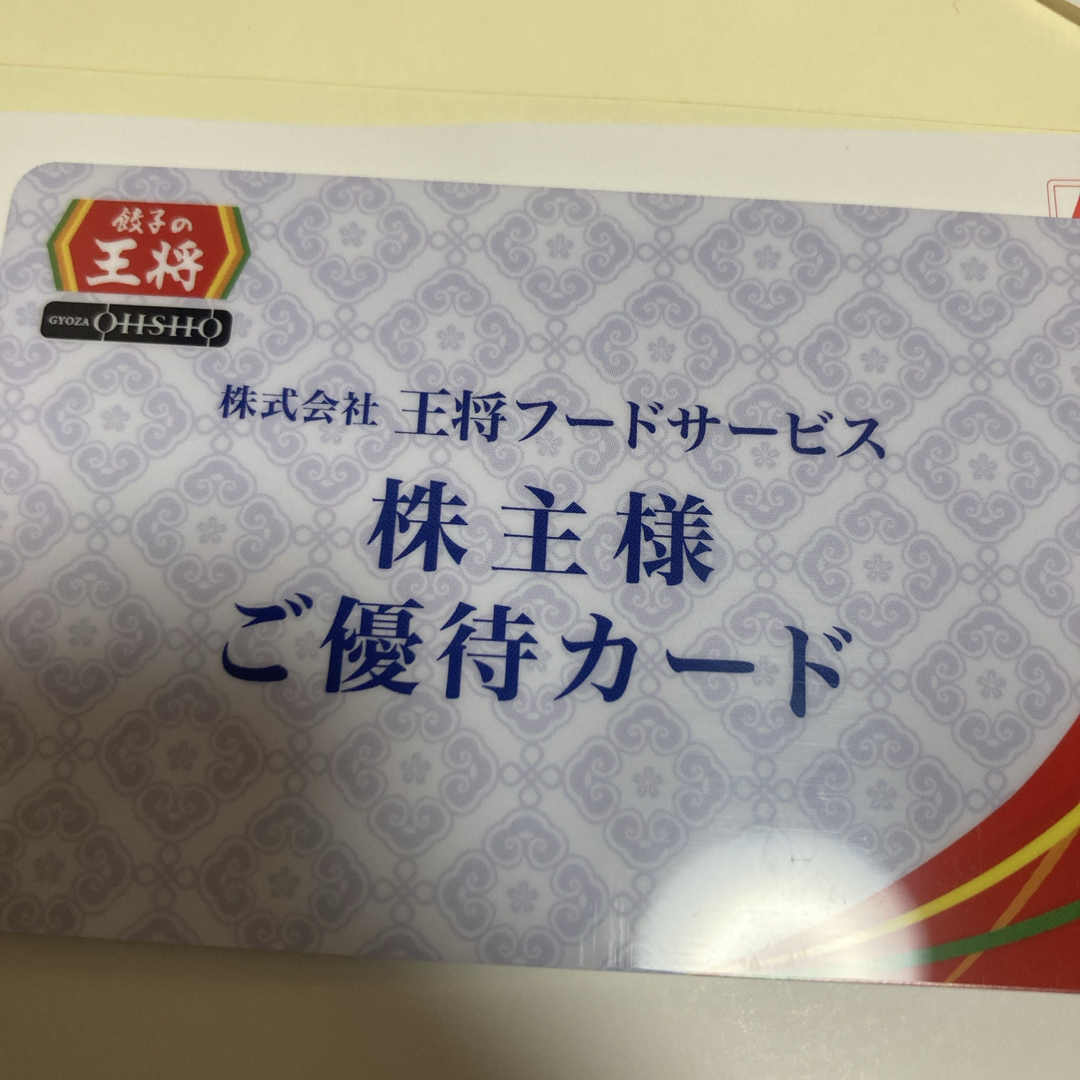 餃子の
王将
GYOZA OHSHO
株式会社 王将フードサービス
株主様
ご優待カード